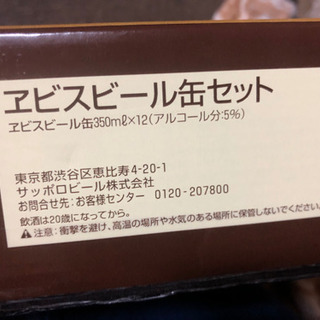 ヱビスビール缶セット
ヱビスビール缶350mℓ×12(アルコール分:5%)
東京都渋谷区恵比寿4-20-1
サッポロビール株式会社
お問合せ先:お客様センター 0120-207800
飲酒は20歳になってから。
⚠注意:衝撃を避け、高温の場所や水気のある場所に保管しないでください。